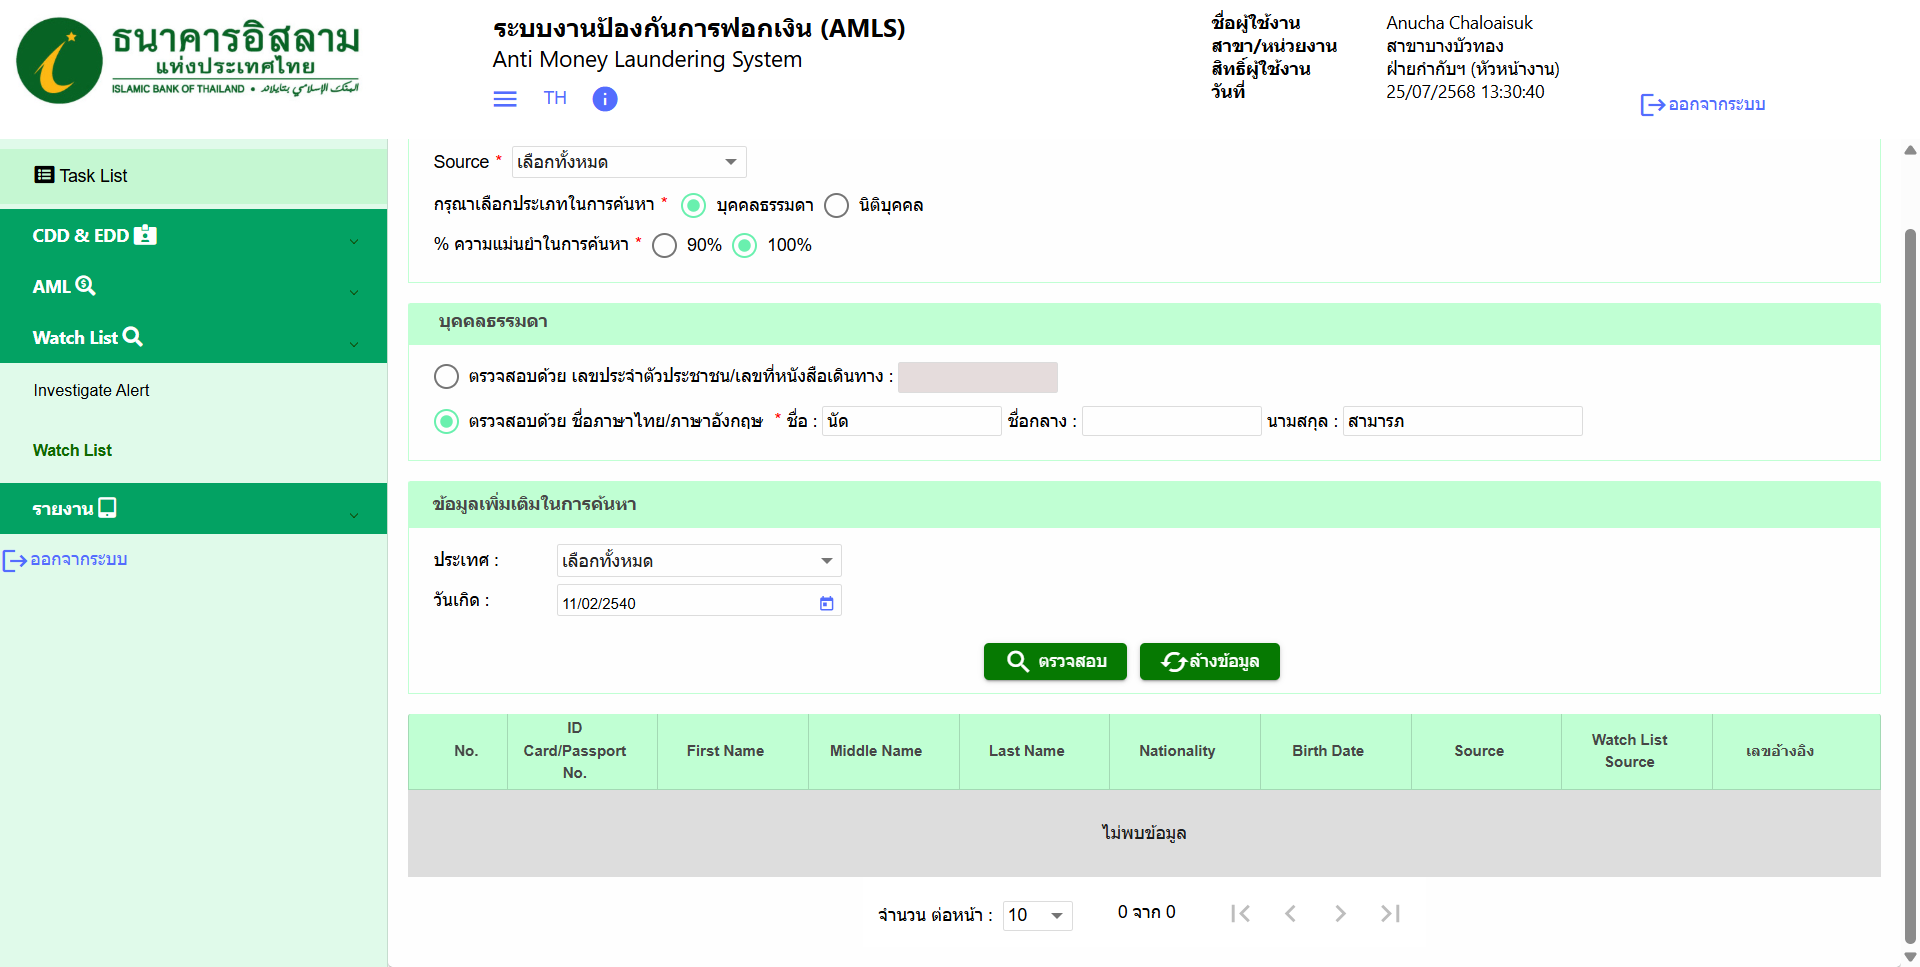 ธนาคารอิสลาม
แห่งประเทศไทย
ISLAMIC BANK OF THAILAND • البنك الإسلامي بتايلاند
ระบบงานป้องกันการฟอกเงิน (AMLS)
Anti Money Laundering System
TH
ชื่อผู้ใช้งาน Anucha Chaloaisuk
สาขา/หน่วยงาน สาขาบางบัวทอง
สิทธิ์ผู้ใช้งาน ฝ่ายกำกับฯ (หัวหน้างาน)
วันที่ 25/07/2568 13:30:40
ออกจากระบบ
Task List
CDD & EDD
AML
Watch List
Investigate Alert
Watch List
รายงาน
ออกจากระบบ
Source * เลือกทั้งหมด
กรุณาเลือกประเภทในการค้นหา * บุคคลธรรมดา นิติบุคคล
% ความแม่นยำในการค้นหา * 90% 100%
บุคคลธรรมดา
ตรวจสอบด้วย เลขประจำตัวประชาชน/เลขที่หนังสือเดินทาง :
ตรวจสอบด้วย ชื่อภาษาไทย/ภาษาอังกฤษ * ชื่อ : นัด ชื่อกลาง : นามสกุล : สามารภ
ข้อมูลเพิ่มเติมในการค้นหา
ประเทศ : เลือกทั้งหมด
วันเกิด : 11/02/2540
ตรวจสอบ ล้างข้อมูล
No. ID Card/Passport No. First Name Middle Name Last Name Nationality Birth Date Source Watch List Source เลขอ้างอิง
ไม่พบข้อมูล
จำนวน ต่อหน้า : 10 0 จาก 0